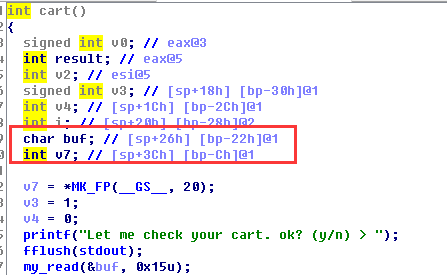 int cart()
{
signed int v0; // eax@3
int result; // eax@5
int v2; // esi@5
signed int v3; // [sp+18h] [bp-30h]@1
int v4; // [sp+1Ch] [bp-2Ch]@1
int i; // [sp+20h] [bp-28h]@2
char buf; // [sp+26h] [bp-22h]@1
int v7; // [sp+3Ch] [bp-Ch]@1
v7 = *MK_FP(__GS__, 20);
v3 = 1;
v4 = 0;
printf("Let me check your cart. ok? (y/n) > ");
fflush(stdout);
my_read(&buf, 0x15u);